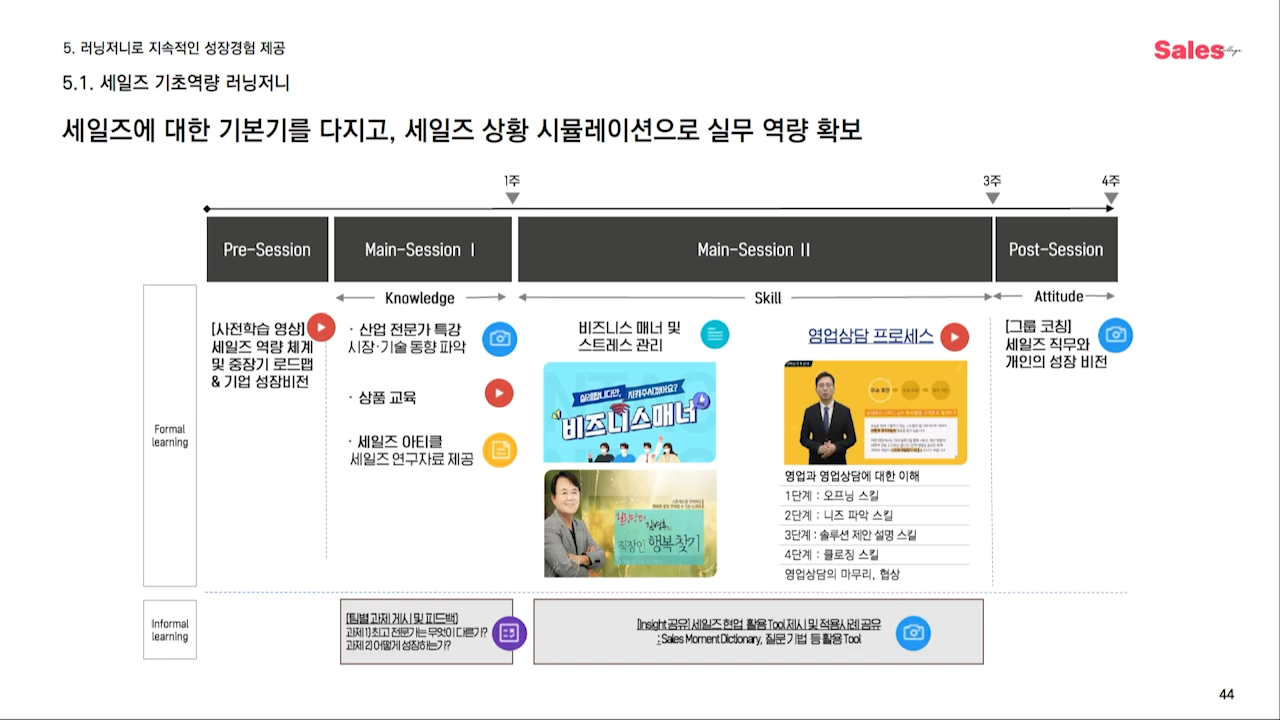 5. 러닝저니로 지속적인 성장경험 제공
Sales
college
5.1. 세일즈 기초역량 러닝저니
세일즈에 대한 기본기를 다지고, 세일즈 상황 시뮬레이션으로 실무 역량 확보
1주
3주
4주
Pre-Session
Main-Session Ⅰ
Main-Session Ⅱ
Post-Session
Knowledge
Skill
Attitude
Formal
learning
[사전학습 영상]
세일즈 역량 체계
및 중장기 로드맵
& 기업 성장비전
· 산업 전문가 특강
시장·기술 동향 파악
· 상품 교육
· 세일즈 아티클
세일즈 연구자료 제공
비즈니스 매너 및
스트레스 관리
실례합니다만, 지켜주시겠어요?
비즈니스매너
직장인 행복찾기
영업상담 프로세스
영업과 영업상담에 대한 이해
1단계 : 오프닝 스킬
2단계 : 니즈 파악 스킬
3단계 : 솔루션 제안 설명 스킬
4단계 : 클로징 스킬
영업상담의 마무리, 협상
[그룹 코칭]
세일즈 직무와
개인의 성장 비전
Informal
learning
[팀별 과제 게시 및 피드백]
과제 1) 최고 전문가는 무엇이 다른가?
과제 2) 어떻게 성장하는가?
[Insight 공유] 세일즈 현업 활용 Tool 제시 및 적용사례 공유
: Sales Moment Dictionary, 질문 기법 등 활용 Tool
44